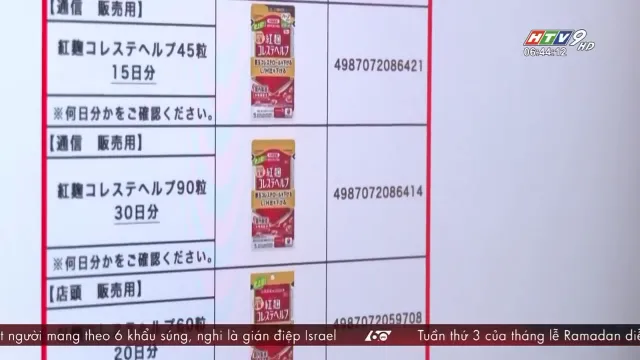 【通信 販売用】
HTV9HD
06:44:12
紅麹コレステヘルプ45粒
15日分
4987072086421
※何日分かをご確認ください。
【通信 販売用】
紅麹コレステヘルプ90粒
30日分
4987072086414
※何日分かをご確認ください。
【店頭 販売用】
4987072059708
20日分
紅麹
コレステヘルプ
紅麹
コレステヘルプ
紅麹
t người mang theo 6 khẩu súng, nghi là gián điệp Israel
60
Tuần thứ 3 của tháng lễ Ramadan diễ